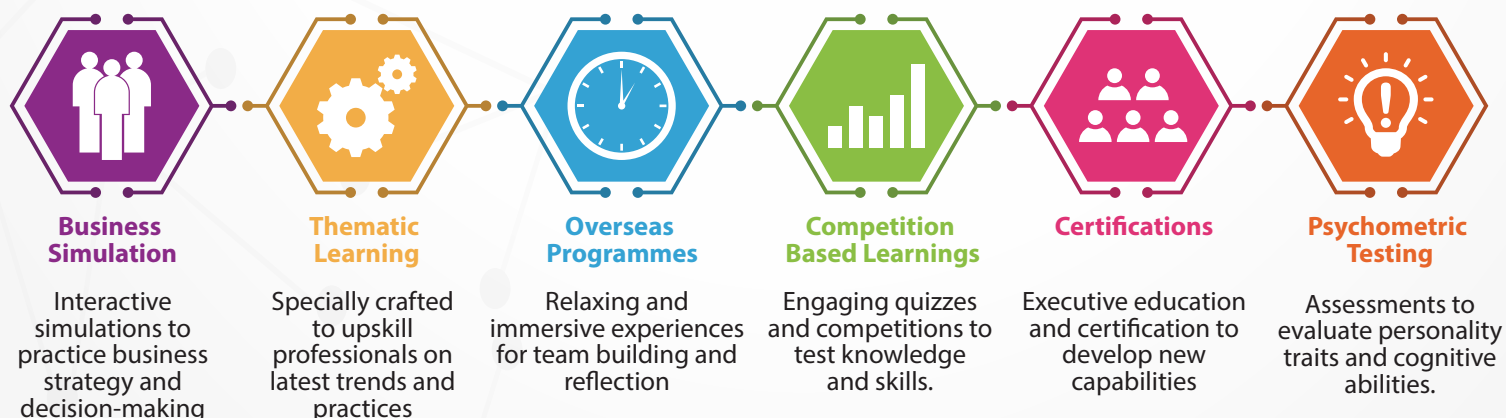 Business
Simulation
Interactive
simulations to
practice business
strategy and
decision-making
Thematic
Learning
Specially crafted
to upskill
professionals on
latest trends and
practices
Overseas
Programmes
Relaxing and
immersive experiences
for team building and
reflection
Competition
Based Learnings
Engaging quizzes
and competitions to
test knowledge
and skills.
Certifications
Executive education
and certification to
develop new
capabilities
Psychometric
Testing
Assessments to
evaluate personality
traits and cognitive
abilities.